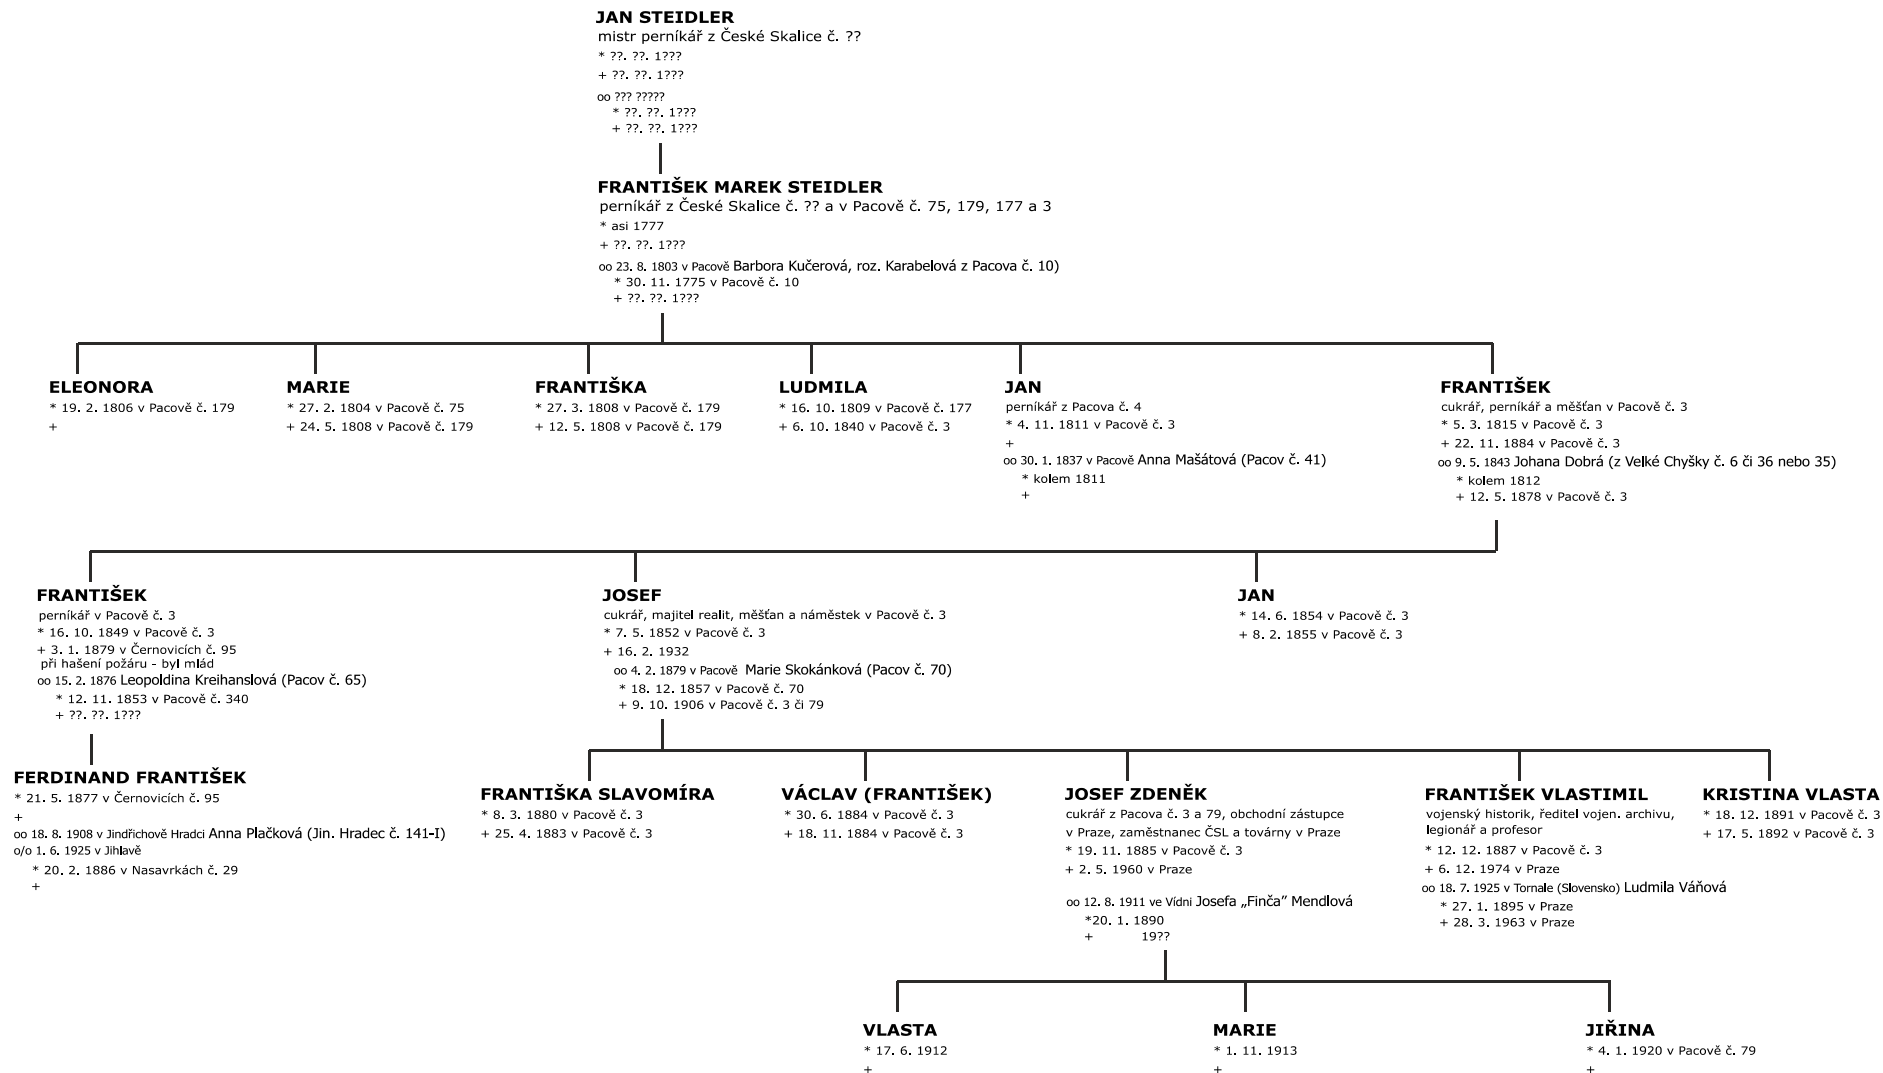 JAN STEIDLER
mistr perníkář z České Skalice č. ??
* ??. ??. 1???
+ ??. ??. 1???
oo ??? ?????
* ??. ??. 1???
+ ??. ??. 1???
FRANTIŠEK MAREK STEIDLER
perníkář z České Skalice č. ?? a v Pacově č. 75, 179, 177 a 3
* asi 1777
+ ??. ??. 1???
oo 23. 8. 1803 v Pacově Barbora Kučerová, roz. Karabelová z Pacova č. 10)
* 30. 11. 1775 v Pacově č. 10
+ ??. ??. 1???
ELEONORA
* 19. 2. 1806 v Pacově č. 179
+
MARIE
* 27. 2. 1804 v Pacově č. 75
+ 24. 5. 1808 v Pacově č. 179
FRANTIŠKA
* 27. 3. 1808 v Pacově č. 179
+ 12. 5. 1808 v Pacově č. 179
LUDMILA
* 16. 10. 1809 v Pacově č. 177
+ 6. 10. 1840 v Pacově č. 3
JAN
perníkář z Pacova č. 4
* 4. 11. 1811 v Pacově č. 3
+
oo 30. 1. 1837 v Pacově Anna Mašátová (Pacov č. 41)
* kolem 1811
+
FRANTIŠEK
cukrář, perníkář a měšťan v Pacově č. 3
* 5. 3. 1815 v Pacově č. 3
+ 22. 11. 1884 v Pacově č. 3
oo 9. 5. 1843 Johana Dobrá (z Velké Chyšky č. 6 či 36 nebo 35)
* kolem 1812
+ 12. 5. 1878 v Pacově č. 3
FRANTIŠEK
perníkář v Pacově č. 3
* 16. 10. 1849 v Pacově č. 3
+ 3. 1. 1879 v Černovicích č. 95
při hašení požáru - byl mlád
oo 15. 2. 1876 Leopoldina Kreihanslová (Pacov č. 65)
* 12. 11. 1853 v Pacově č. 340
+ ??. ??. 1???
JOSEF
cukrář, majitel realit, měšťan a náměstek v Pacově č. 3
* 7. 5. 1852 v Pacově č. 3
+ 16. 2. 1932
oo 4. 2. 1879 v Pacově Marie Skokánková (Pacov č. 70)
* 18. 12. 1857 v Pacově č. 70
+ 9. 10. 1906 v Pacově č. 3 či 79
JAN
* 14. 6. 1854 v Pacově č. 3
+ 8. 2. 1855 v Pacově č. 3
FERDINAND FRANTIŠEK
* 21. 5. 1877 v Černovicích č. 95
+
oo 18. 8. 1908 v Jindřichově Hradci Anna Plačková (Jin. Hradec č. 141-I)
o/o 1. 6. 1925 v Jihlavě
* 20. 2. 1886 v Nasavrkách č. 29
+
FRANTIŠKA SLAVOMÍRA
* 8. 3. 1880 v Pacově č. 3
+ 25. 4. 1883 v Pacově č. 3
VÁCLAV (FRANTIŠEK)
* 30. 6. 1884 v Pacově č. 3
+ 18. 11. 1884 v Pacově č. 3
JOSEF ZDENĚK
cukrář z Pacova č. 3 a 79, obchodní zástupce
v Praze, zaměstnanec ČSL a továrny v Praze
* 19. 11. 1885 v Pacově č. 3
+ 2. 5. 1960 v Praze
oo 12. 8. 1911 ve Vídni Josefa „Finča" Mendlová
*20. 1. 1890
+ 19??
FRANTIŠEK VLASTIMIL
vojenský historik, ředitel vojen. archivu,
legionář a profesor
* 12. 12. 1887 v Pacově č. 3
+ 6. 12. 1974 v Praze
oo 18. 7. 1925 v Tornale (Slovensko) Ludmila Váňová
* 27. 1. 1895 v Praze
+ 28. 3. 1963 v Praze
KRISTINA VLASTA
* 18. 12. 1891 v Pacově č. 3
+ 17. 5. 1892 v Pacově č. 3
VLASTA
* 17. 6. 1912
+
MARIE
* 1. 11. 1913
+
JIŘINA
* 4. 1. 1920 v Pacově č. 79
+